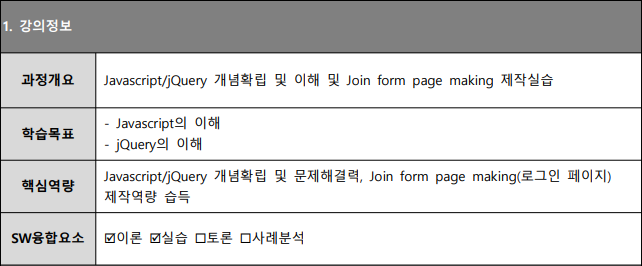 1. 강의정보
과정개요
Javascript/jQuery 개념확립 및 이해 및 Join form page making 제작실습
학습목표
- Javascript의 이해
- jQuery의 이해
핵심역량
Javascript/jQuery 개념확립 및 문제해결력, Join form page making(로그인 페이지)
제작역량 습득
SW융합요소
☑이론 ☑실습 ☐토론 ☐사례분석